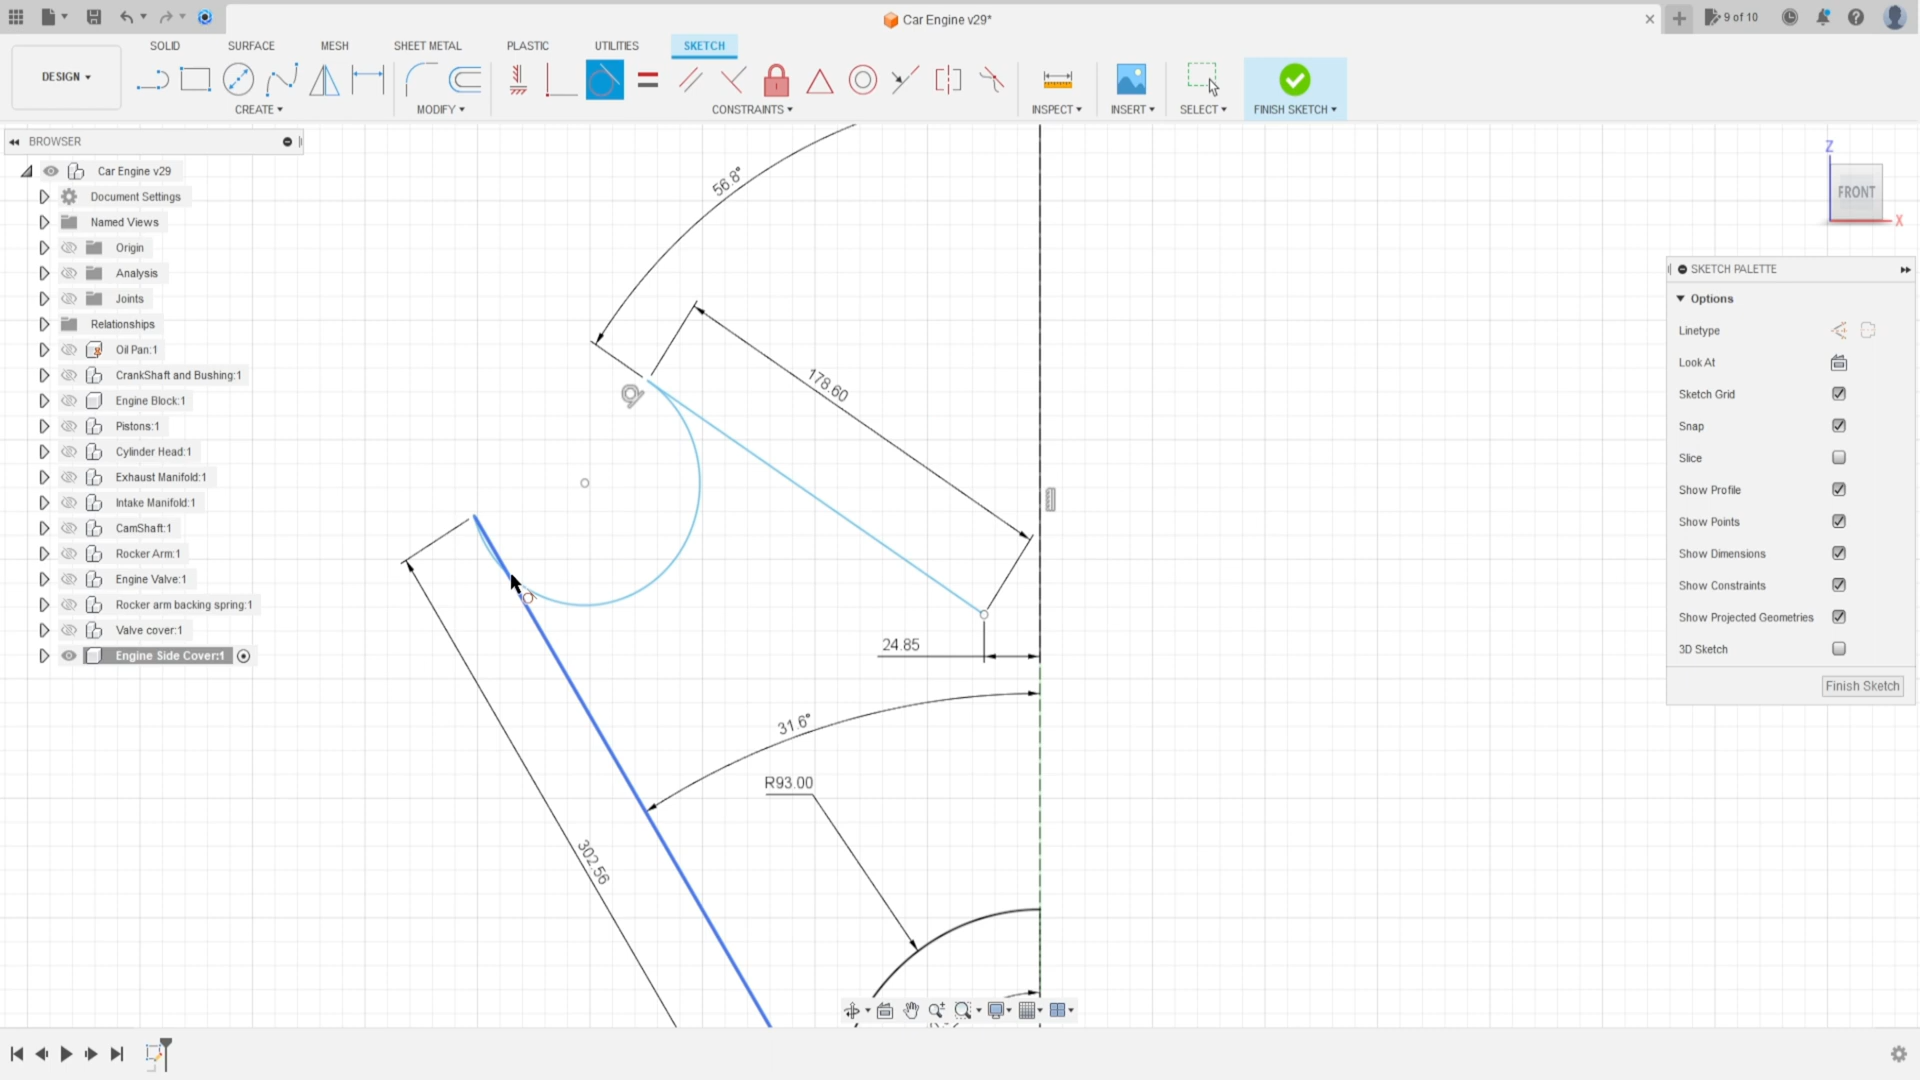 Car Engine v29*
9 of 10
SOLID
SURFACE
MESH
SHEET METAL
PLASTIC
UTILITIES
SKETCH
DESIGN
CREATE
MODIFY
CONSTRAINTS
INSPECT
INSERT
SELECT
FINISH SKETCH
BROWSER
Car Engine v29
Document Settings
Named Views
Origin
Analysis
Joints
Relationships
Oil Pan:1
CrankShaft and Bushing:1
Engine Block:1
Pistons:1
Cylinder Head:1
Exhaust Manifold:1
Intake Manifold:1
CamShaft:1
Rocker Arm:1
Engine Valve:1
Rocker arm backing spring:1
Valve cover:1
Engine Side Cover:1
56.8°
178.60
24.85
31.6°
R93.00
302.56
Z
FRONT
X
SKETCH PALETTE
Options
Linetype
Look At
Sketch Grid
Snap
Slice
Show Profile
Show Points
Show Dimensions
Show Constraints
Show Projected Geometries
3D Sketch
Finish Sketch